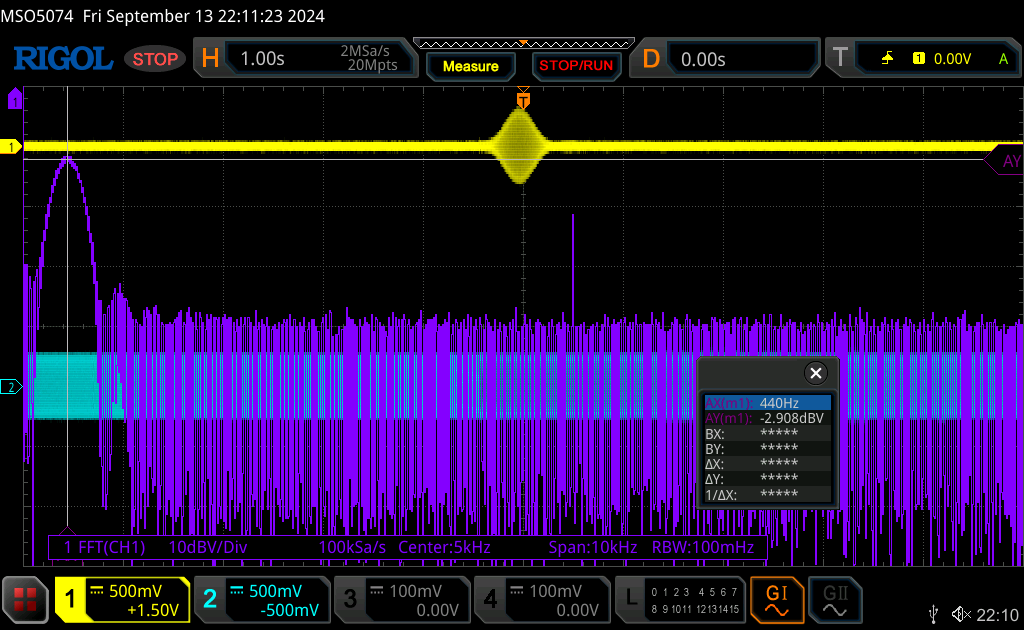 MSO5074 Fri September 13 22:11:23 2024
RIGOL STOP H 1.00s 2MSa/s 20Mpts Measure STOP/RUN D 0.00s T 1 0.00V A
1
T
1
AY
2
AX(m1): 440Hz
AY(m1): -2.908dBV
BX: *****
BY: *****
ΔX: *****
ΔY: *****
1/ΔX: *****
1 FFT(CH1) 10dBV/Div 100kSa/s Center:5kHz Span:10kHz RBW:100mHz
1 500mV +1.50V
2 500mV -500mV
3 100mV 0.00V
4 100mV 0.00V
L 0 1 2 3 4 5 6 7
8 9 10 11 12 13 14 15
GI
GII
22:10